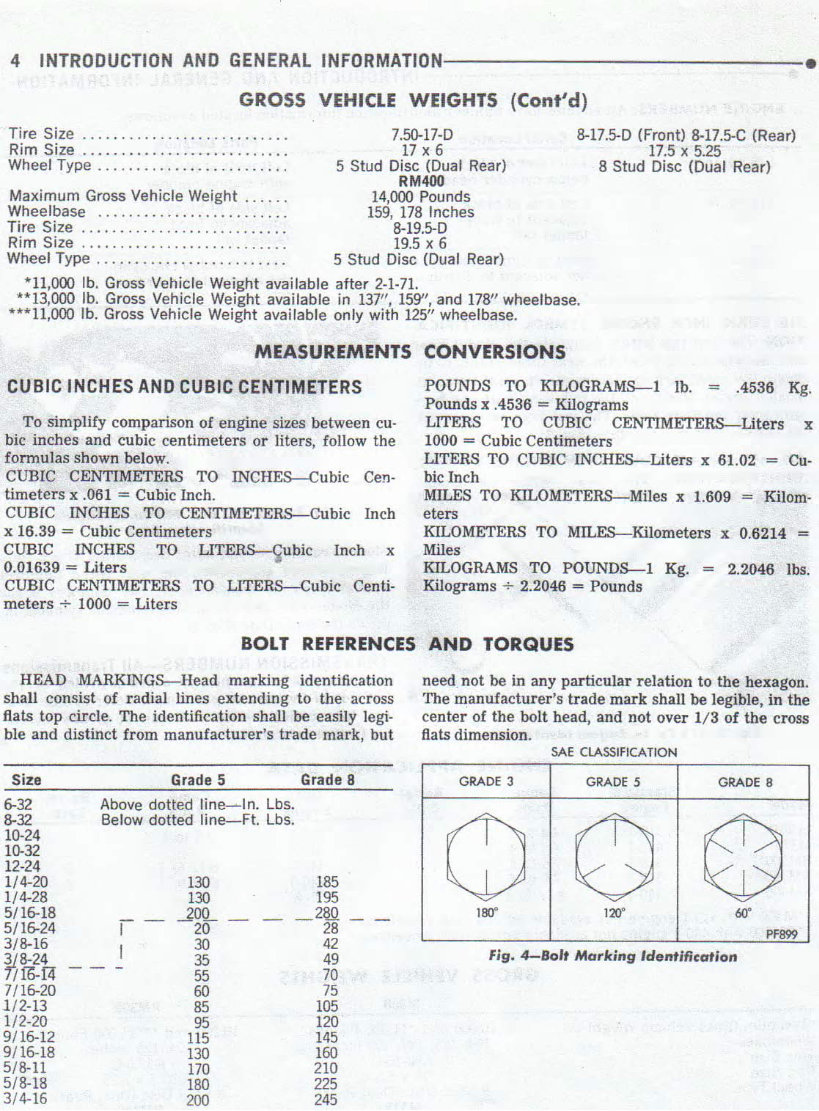 4 INTRODUCTION AND GENERAL INFORMATION
GROSS VEHICLE WEIGHTS (Cont'd)
Tire Size ............................ 7.50-17-D 8-17.5-D (Front) 8-17.5-C (Rear)
Rim Size ............................ 17 x 6 17.5 x 5.25
Wheel Type .......................... 5 Stud Disc (Dual Rear) 8 Stud Disc (Dual Rear)
RM400
Maximum Gross Vehicle Weight 14,000 Pounds
Wheelbase .......................... 159, 178 Inches
Tire Size ............................ 8-19.5-D
Rim Size ............................ 19.5 x 6
Wheel Type .......................... 5 Stud Disc (Dual Rear)
*11,000 lb. Gross Vehicle Weight available after 2-1-71.
**13,000 lb. Gross Vehicle Weight available in 137″, 159″, and 178″ wheelbase.
***11,000 lb. Gross Vehicle Weight available only with 125″ wheelbase.
MEASUREMENTS CONVERSIONS
CUBIC INCHES AND CUBIC CENTIMETERS
To simplify comparison of engine sizes between cu-
bic inches and cubic centimeters or liters, follow the
formulas shown below.
CUBIC CENTIMETERS TO INCHES—Cubic Cen-
timeters x .061 = Cubic Inch.
CUBIC INCHES TO CENTIMETERS—Cubic Inch
x 16.39 = Cubic Centimeters
CUBIC INCHES TO LITERS—Cubic Inch x
0.01639 = Liters
CUBIC CENTIMETERS TO LITERS—Cubic Centi-
meters ÷ 1000 = Liters
POUNDS TO KILOGRAMS—1 lb. = .4536 Kg.
Pounds x .4536 = Kilograms
LITERS TO CUBIC CENTIMETERS—Liters x
1000 = Cubic Centimeters
LITERS TO CUBIC INCHES—Liters x 61.02 = Cu-
bic Inch
MILES TO KILOMETERS—Miles x 1.609 = Kilom-
eters
KILOMETERS TO MILES—Kilometers x 0.6214 =
Miles
KILOGRAMS TO POUNDS—1 Kg. = 2.2046 lbs.
Kilograms ÷ 2.2046 = Pounds
BOLT REFERENCES AND TORQUES
HEAD MARKINGS—Head marking identification
shall consist of radial lines extending to the across
flats top circle. The identification shall be easily legi-
ble and distinct from manufacturer's trade mark, but
need not be in any particular relation to the hexagon.
The manufacturer's trade mark shall be legible, in the
center of the bolt head, and not over 1/3 of the cross
flats dimension.
Size Grade 5 Grade 8
6-32 Above dotted line—In. Lbs.
8-32 Below dotted line—Ft. Lbs.
10-24
10-32
12-24
1/4-20 130 185
1/4-28 130 195
5/16-18 200 280
5/16-24 20 28
3/8-16 30 42
3/8-24 35 49
7/16-14 55 70
7/16-20 60 75
1/2-13 85 105
1/2-20 95 120
9/16-12 115 145
9/16-18 130 160
5/8-11 170 210
5/8-18 180 225
3/4-16 200 245
SAE CLASSIFICATION
GRADE 3 GRADE 5 GRADE 8
180° 120° 60°
PF899
Fig. 4—Bolt Marking Identification